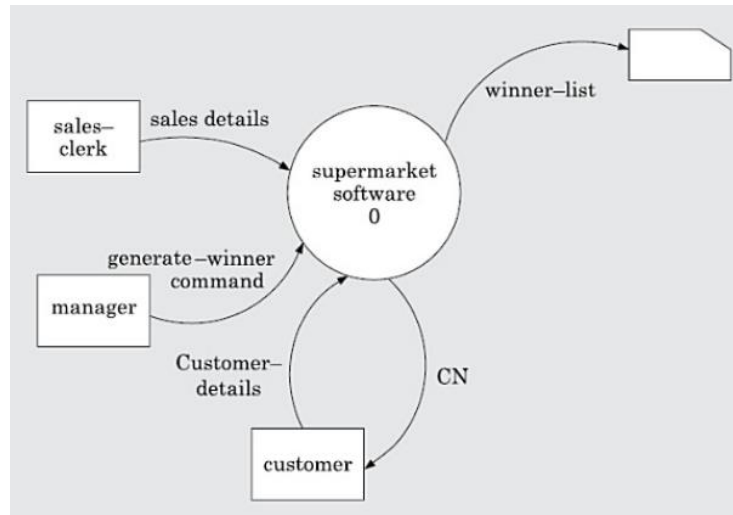 winner–list
sales–
clerk
sales details
supermarket
software
0
generate–winner
command
manager
Customer–
details
CN
customer